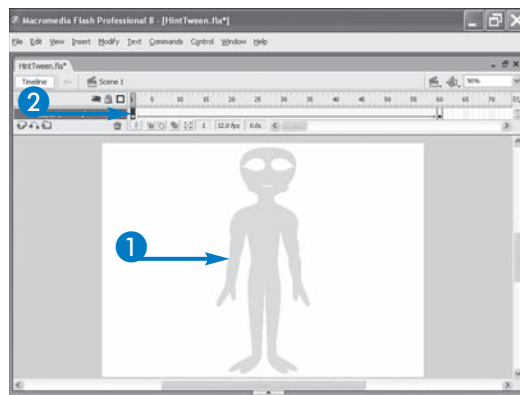 Macromedia Flash Professional 8 - [HintTween.fla*]
File Edit View Insert Modify Text Commands Control Window Help
HintTween.fla*
Timeline Scene 1 90%
2
1 5 10 15 20 25 30 35 40 45 50 55 60 65 70
1 12.0 fps 0.0s
1